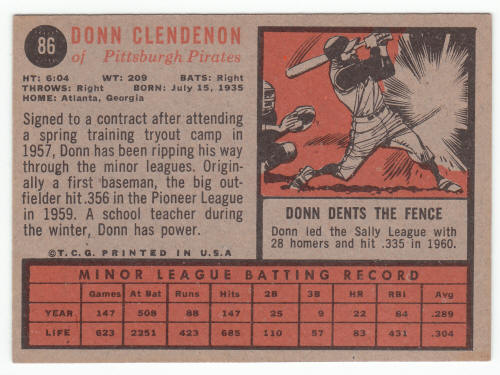 86
DONN CLENDENON
of Pittsburgh Pirates
HT: 6:04 WT: 209 BATS: Right
THROWS: Right BORN: July 15, 1935
HOME: Atlanta, Georgia
Signed to a contract after attending
a spring training tryout camp in
1957, Donn has been ripping his way
through the minor leagues. Origin-
ally a first baseman, the big out-
fielder hit .356 in the Pioneer League
in 1959. A school teacher during
the winter, Donn has power.
©T.C.G. PRINTED IN U.S.A
DONN DENTS THE FENCE
Donn led the Sally League with
28 homers and hit .335 in 1960.
MINOR LEAGUE BATTING RECORD
Games At Bat Runs Hits 2B 3B HR RBI Avg
YEAR 147 508 88 147 25 9 22 64 .289
LIFE 623 2251 423 685 110 57 83 431 .304